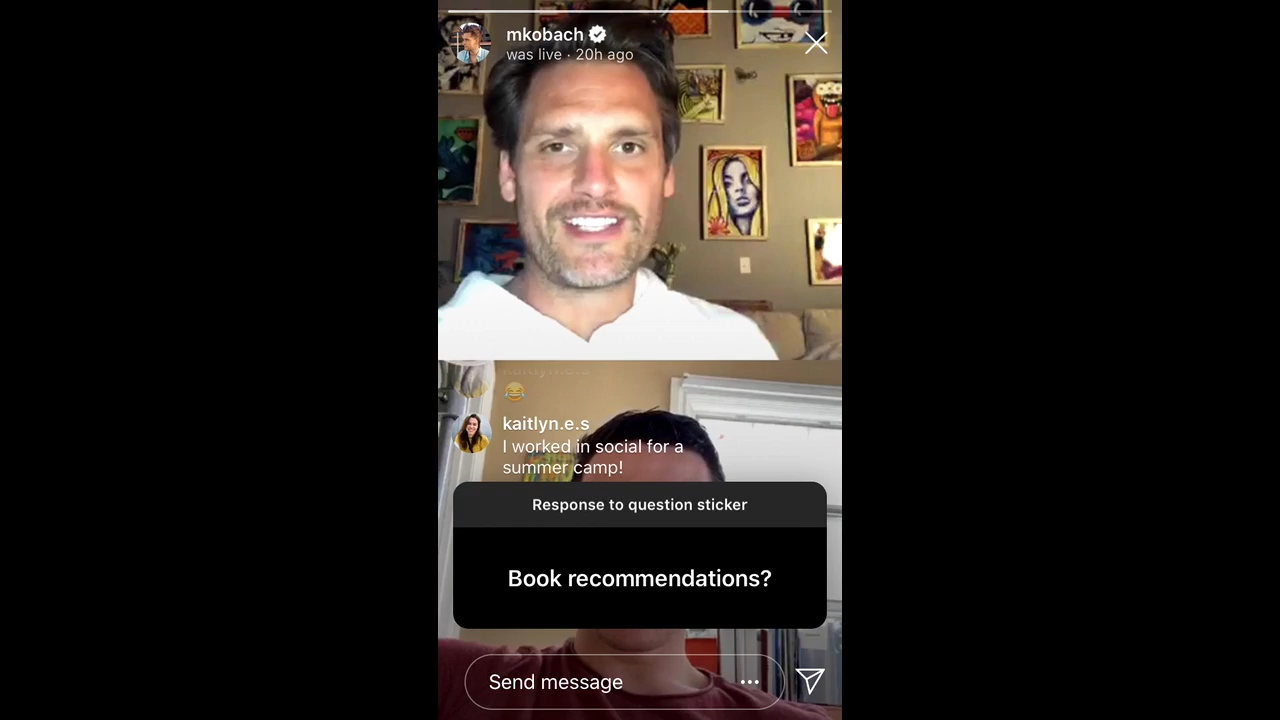 mkobach
was live · 20h ago
😂
kaitlyn.e.s
I worked in social for a
summer camp!
Response to question sticker
Book recommendations?
Send message